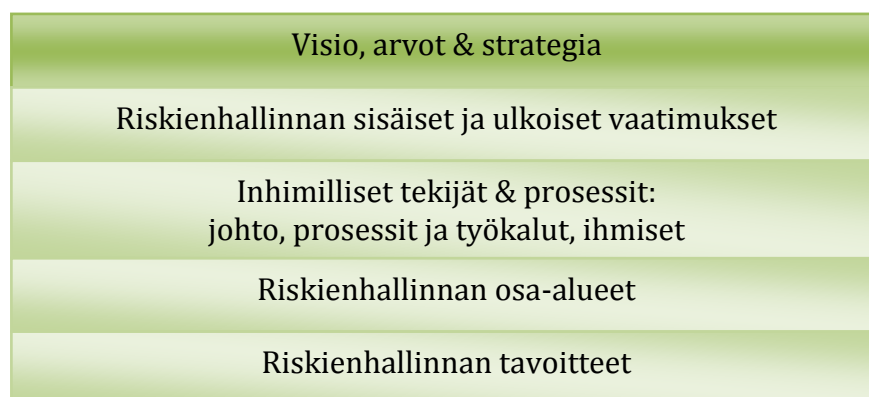 Visio, arvot & strategia
Riskienhallinnan sisäiset ja ulkoiset vaatimukset
Inhimilliset tekijät & prosessit:
johto, prosessit ja työkalut, ihmiset
Riskienhallinnan osa-alueet
Riskienhallinnan tavoitteet